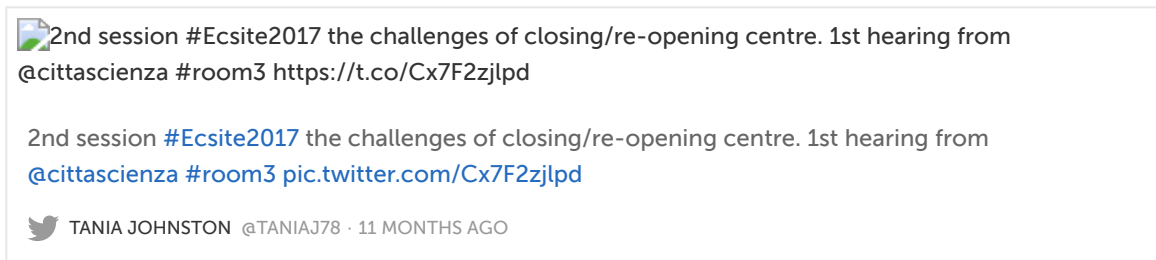 2nd session #Ecsite2017 the challenges of closing/re-opening centre. 1st hearing from
@cittascienza #room3 https://t.co/Cx7F2zjlpd
2nd session #Ecsite2017 the challenges of closing/re-opening centre. 1st hearing from
@cittascienza #room3 pic.twitter.com/Cx7F2zjlpd
TANIA JOHNSTON @TANIAJ78 · 11 MONTHS AGO